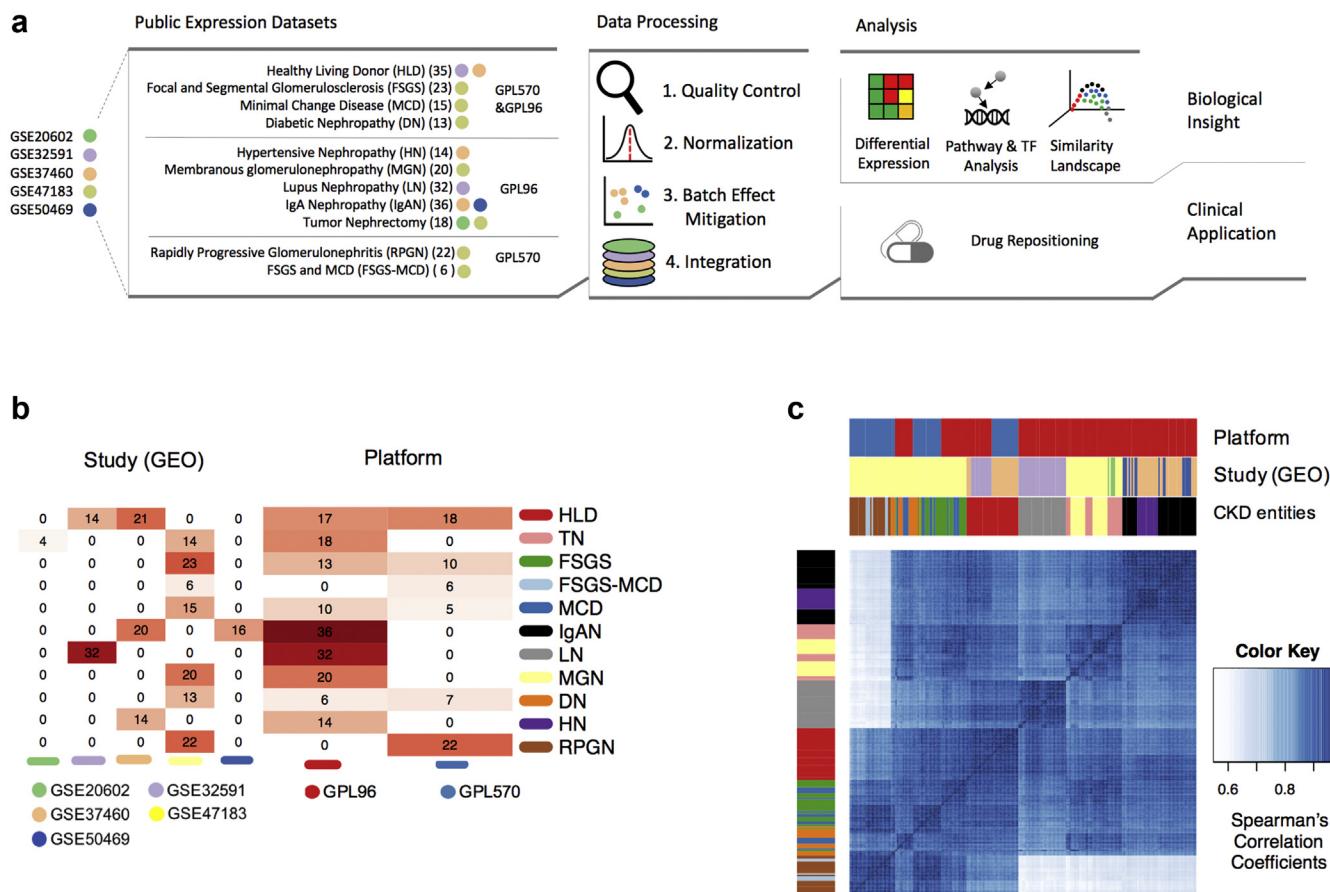 a
Public Expression Datasets
Data Processing
Analysis
GSE20602
GSE32591
GSE37460
GSE47183
GSE50469
Healthy Living Donor (HLD) (35)
Focal and Segmental Glomerulosclerosis (FSGS) (23)
Minimal Change Disease (MCD) (15)
Diabetic Nephropathy (DN) (13)
GPL570
&GPL96
Hypertensive Nephropathy (HN) (14)
Membranous glomerulonephropathy (MGN) (20)
Lupus Nephropathy (LN) (32)
IgA Nephropathy (IgAN) (36)
Tumor Nephrectomy (18)
GPL96
Rapidly Progressive Glomerulonephritis (RPGN) (22)
FSGS and MCD (FSGS-MCD) ( 6)
GPL570
1. Quality Control
2. Normalization
3. Batch Effect
Mitigation
4. Integration
Differential
Expression
Pathway & TF
Analysis
Similarity
Landscape
Drug Repositioning
Biological
Insight
Clinical
Application
b
Study (GEO)
Platform
0 14 21 0 0 17 18 HLD
4 0 0 14 0 18 0 TN
0 0 0 23 0 13 10 FSGS
0 0 0 6 0 0 6 FSGS-MCD
0 0 0 15 0 10 5 MCD
0 0 20 0 16 36 0 IgAN
0 32 0 0 0 32 0 LN
0 0 0 20 0 20 0 MGN
0 0 0 13 0 6 7 DN
0 0 14 0 0 14 0 HN
0 0 0 22 0 0 22 RPGN
GSE20602
GSE32591
GSE37460
GSE47183
GSE50469
GPL96
GPL570
c
Platform
Study (GEO)
CKD entities
Color Key
0.6 0.8
Spearman's
Correlation
Coefficients